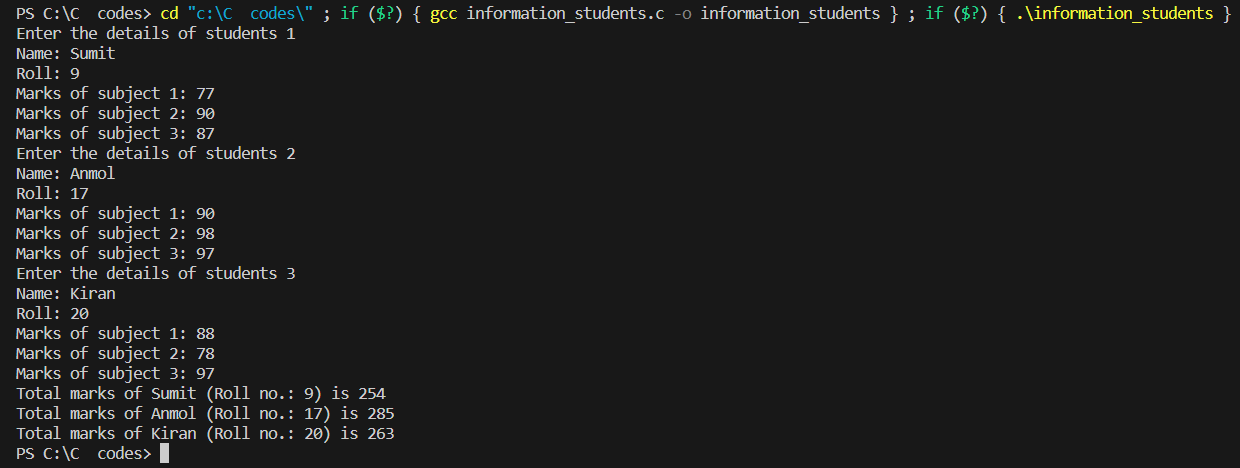 PS C:\C  codes> cd "c:\C  codes\" ; if ($?) { gcc information_students.c -o information_students } ; if ($?) { .\information_students }
Enter the details of students 1
Name: Sumit
Roll: 9
Marks of subject 1: 77
Marks of subject 2: 90
Marks of subject 3: 87
Enter the details of students 2
Name: Anmol
Roll: 17
Marks of subject 1: 90
Marks of subject 2: 98
Marks of subject 3: 97
Enter the details of students 3
Name: Kiran
Roll: 20
Marks of subject 1: 88
Marks of subject 2: 78
Marks of subject 3: 97
Total marks of Sumit (Roll no.: 9) is 254
Total marks of Anmol (Roll no.: 17) is 285
Total marks of Kiran (Roll no.: 20) is 263
PS C:\C  codes>